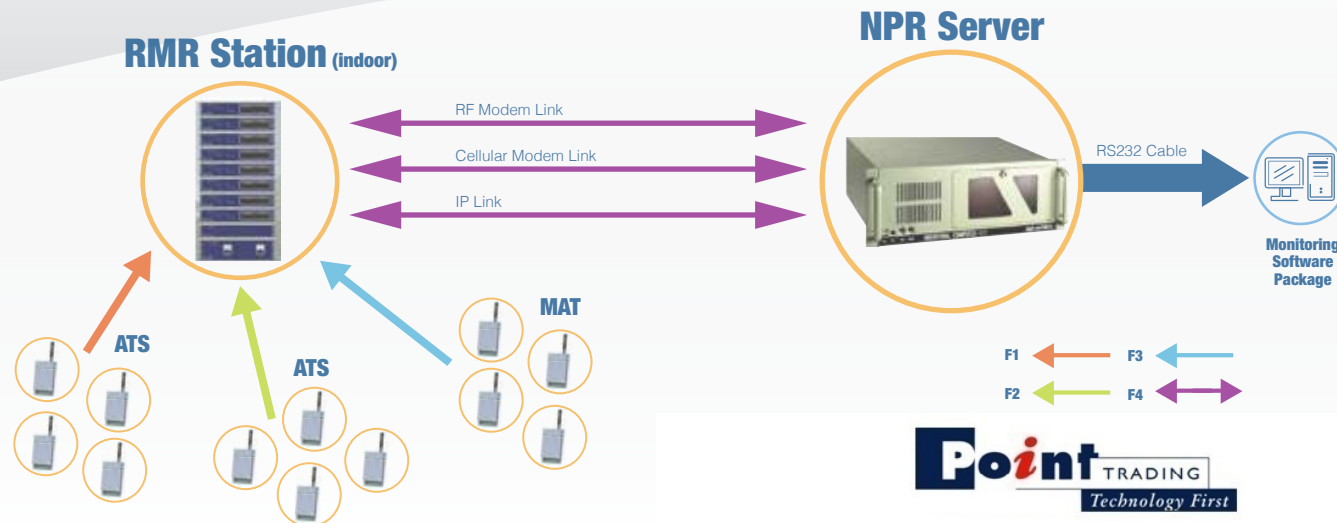 RMR Station (indoor)
NPR Server
RF Modem Link
Cellular Modem Link
IP Link
RS232 Cable
Monitoring
Software
Package
ATS
ATS
MAT
F1
F3
F2
F4
Point TRADING
Technology First